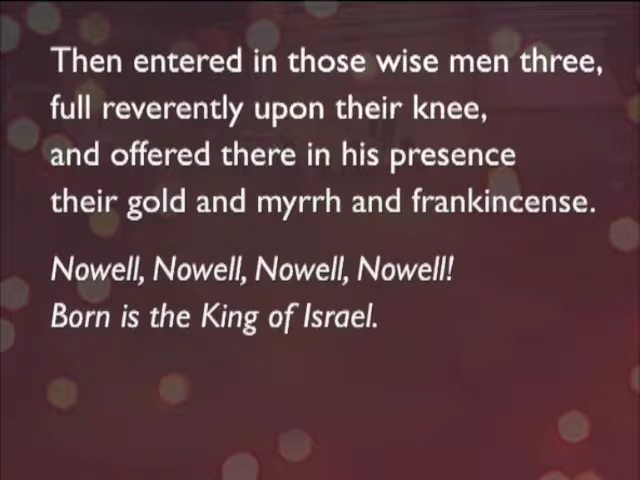 Then entered in those wise men three,
full reverently upon their knee,
and offered there in his presence
their gold and myrrh and frankincense.
Nowell, Nowell, Nowell, Nowell!
Born is the King of Israel.